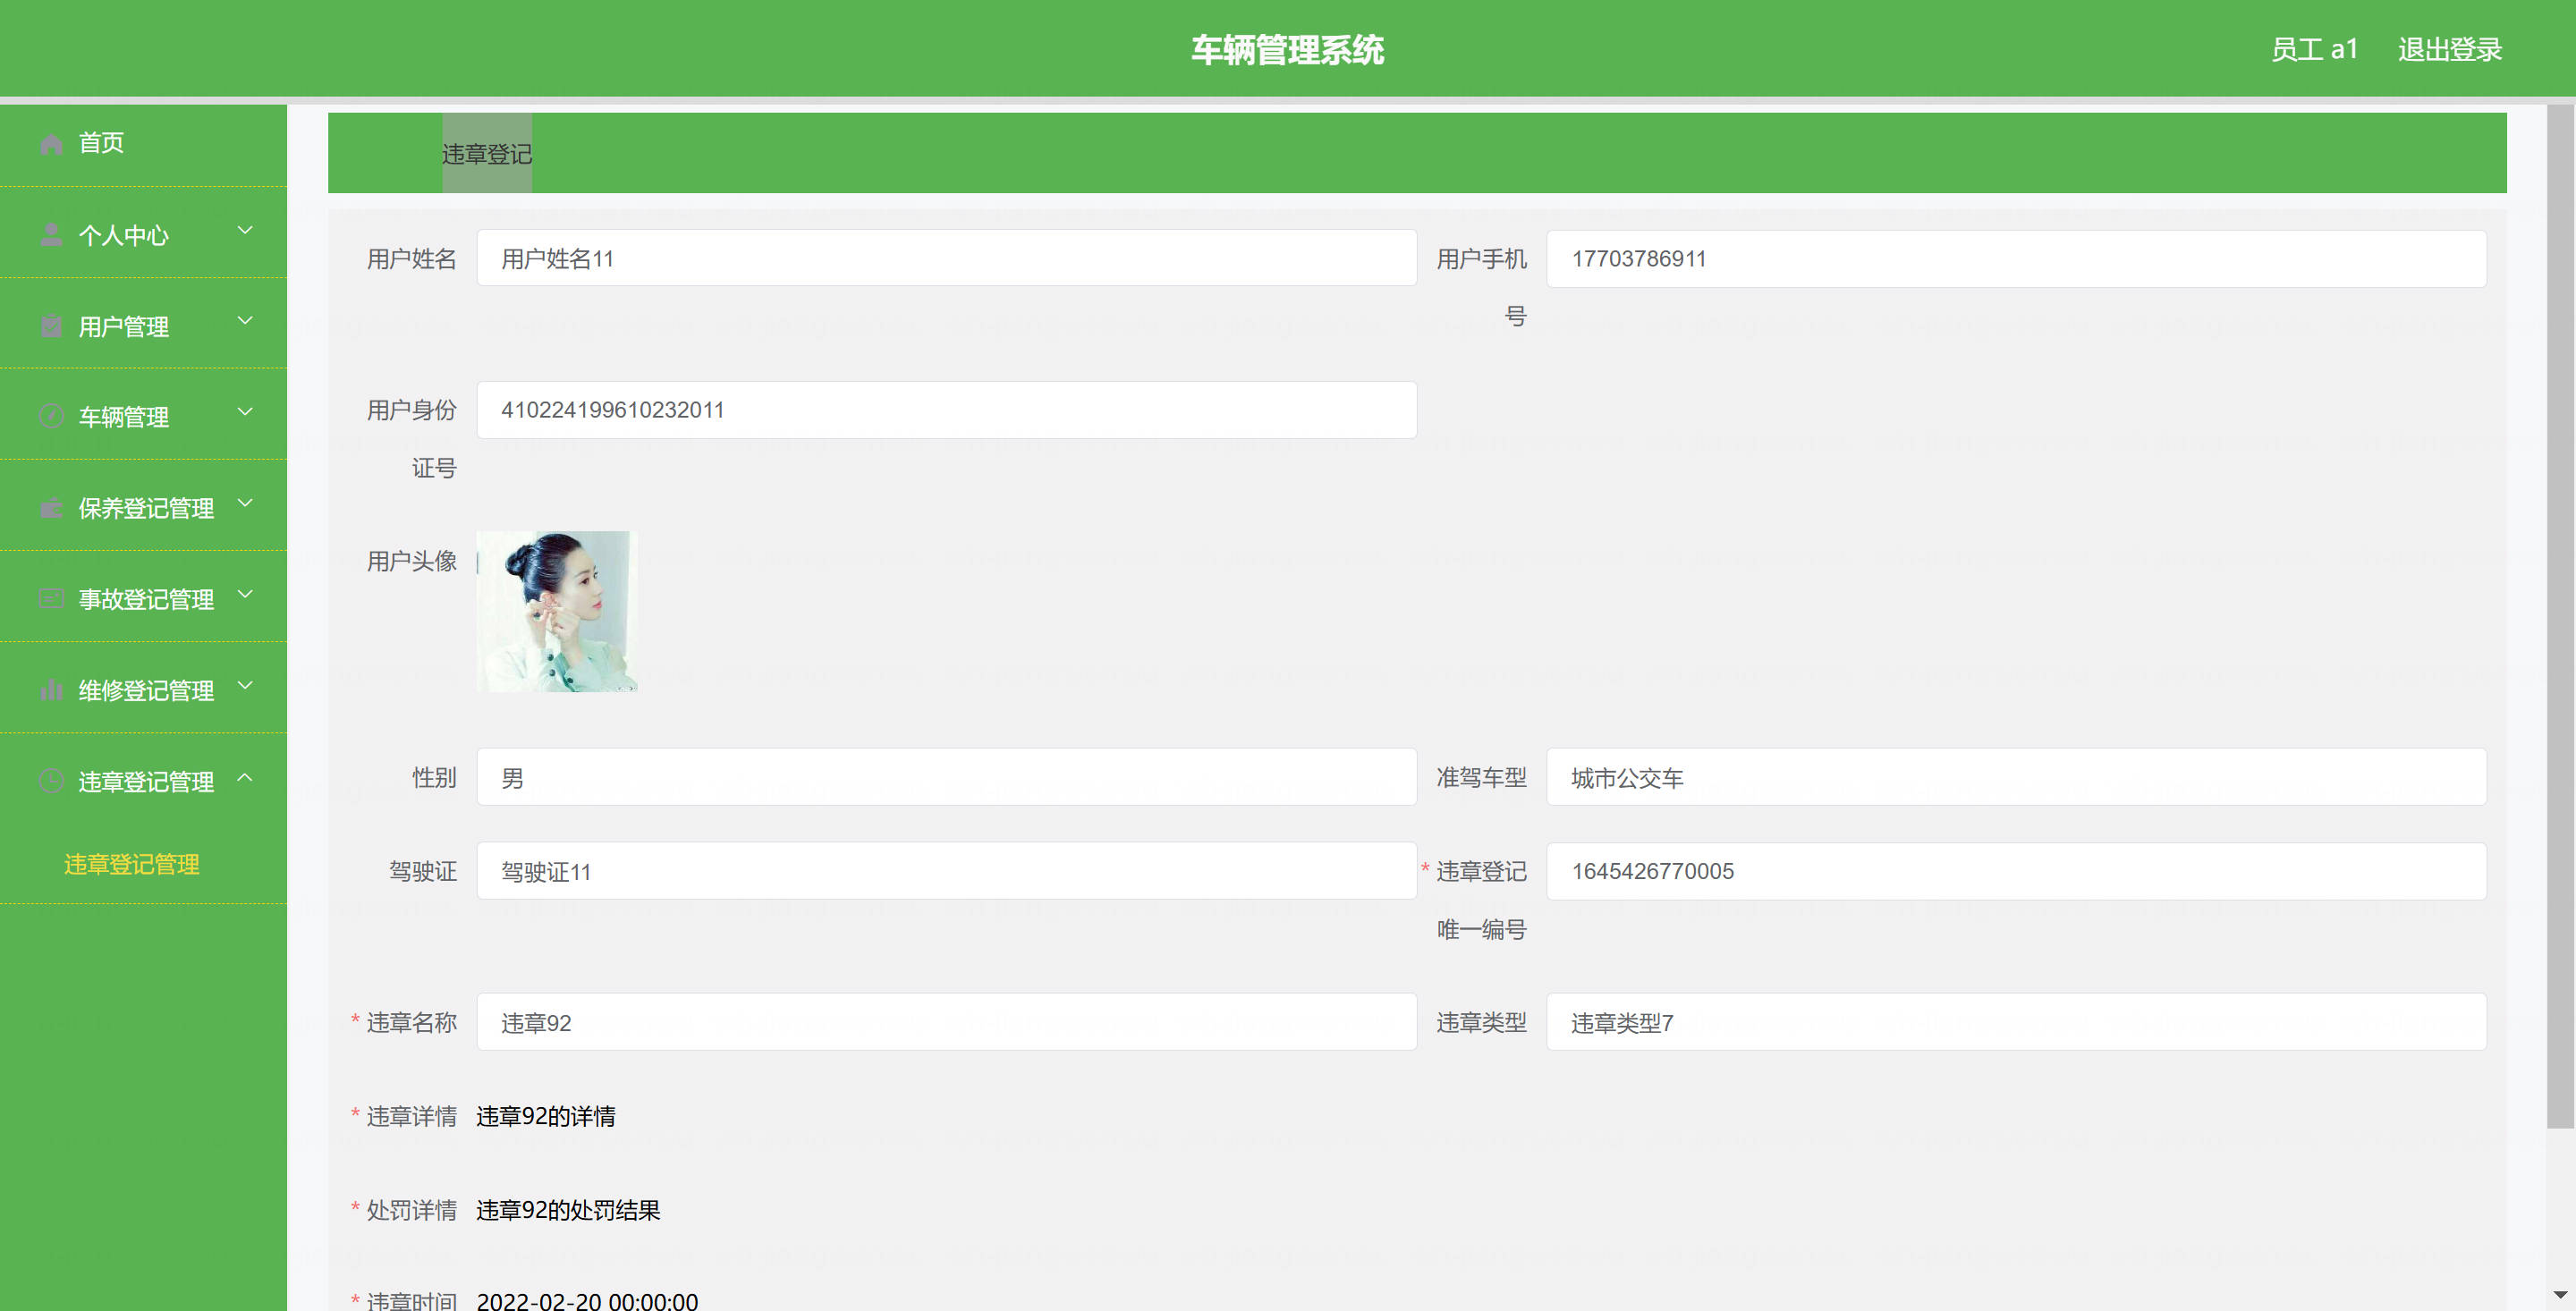 车辆管理系统
员工 a1
退出登录
首页
个人中心
用户管理
车辆管理
保养登记管理
事故登记管理
维修登记管理
违章登记管理
违章登记管理
违章登记
用户姓名 用户姓名11
用户手机号 17703786911
用户身份证号 410224199610232011
用户头像
性别 男
准驾车型 城市公交车
驾驶证 驾驶证11
* 违章登记唯一编号 1645426770005
* 违章名称 违章92
违章类型 违章类型7
* 违章详情 违章92的详情
* 处罚详情 违章92的处罚结果
* 违章时间 2022-02-20 00:00:00